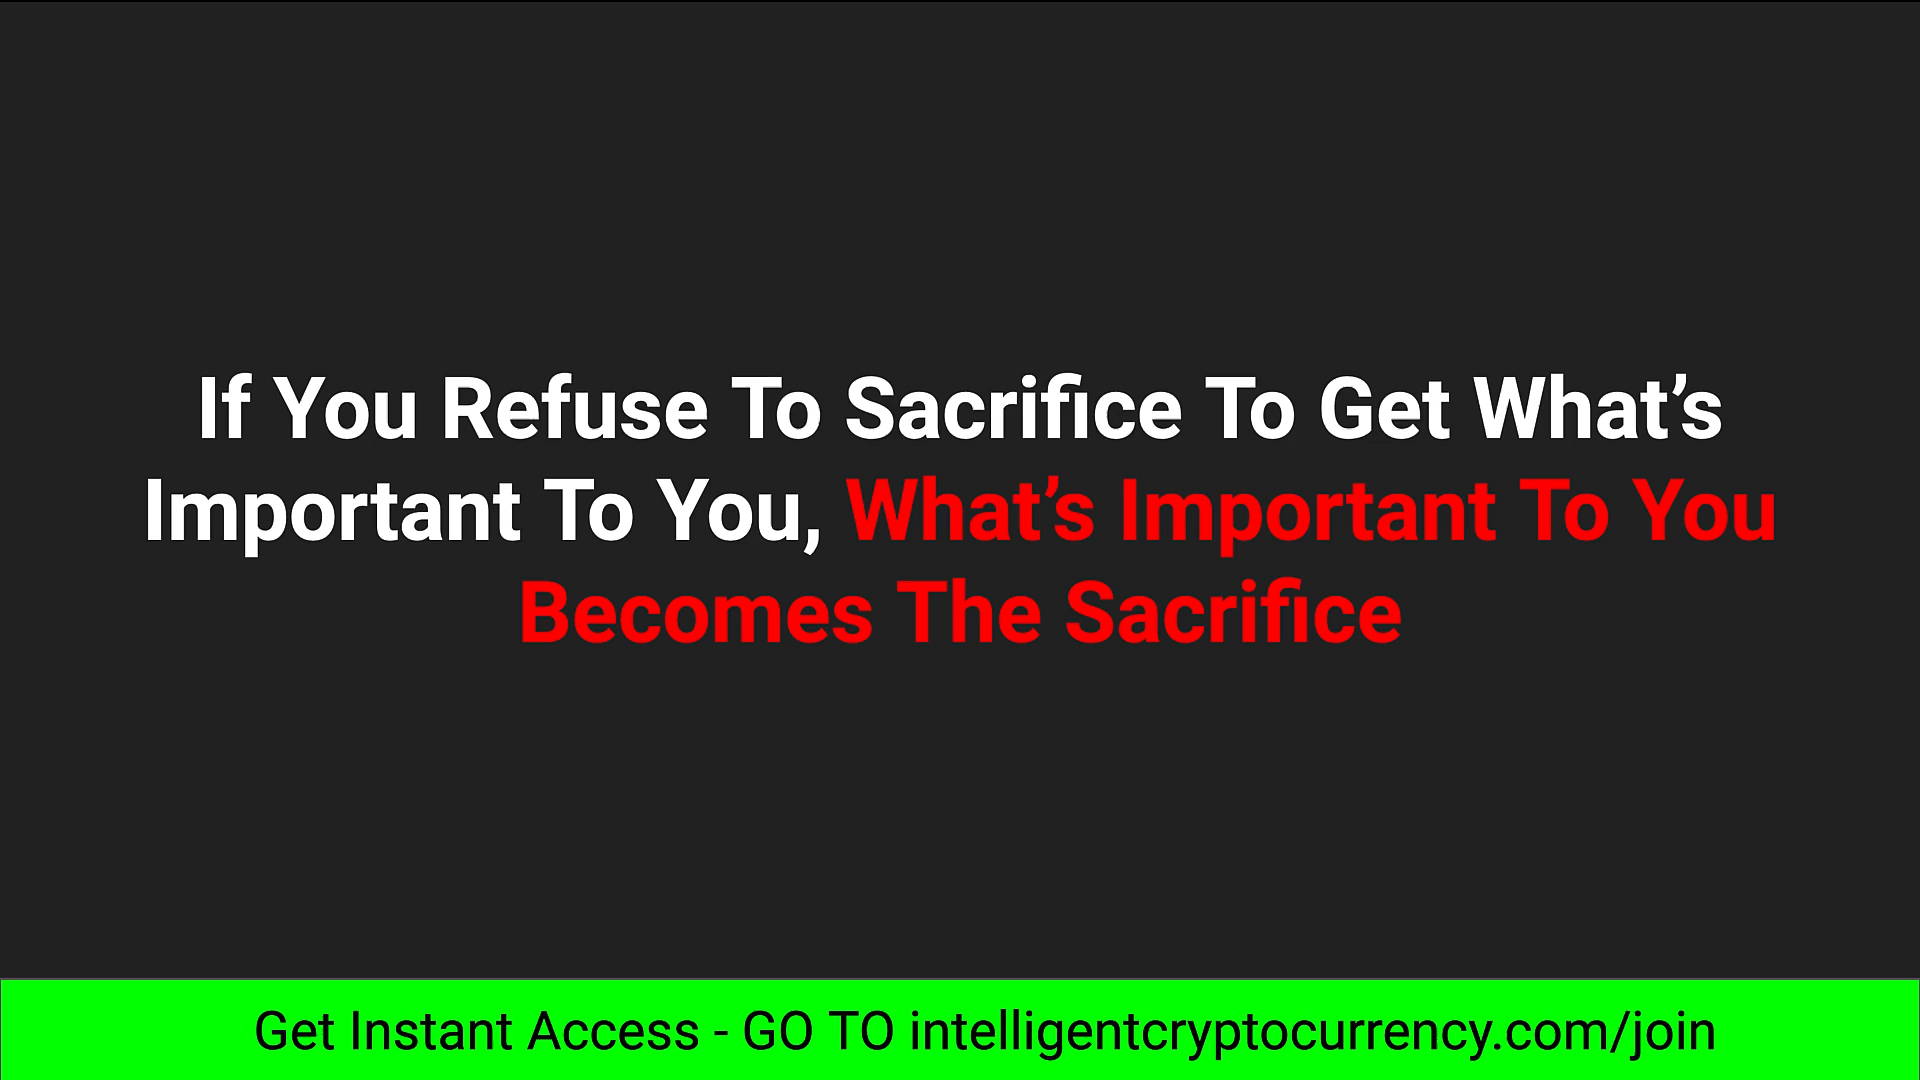 If You Refuse To Sacrifice To Get What’s
Important To You, What’s Important To You
Becomes The Sacrifice
Get Instant Access - GO TO intelligentcryptocurrency.com/join